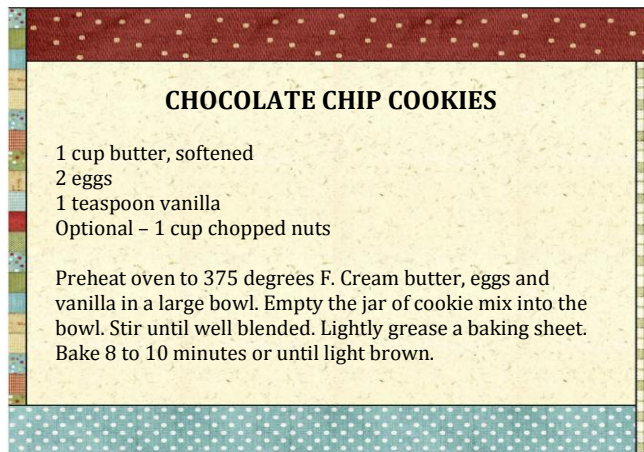 CHOCOLATE CHIP COOKIES
1 cup butter, softened
2 eggs
1 teaspoon vanilla
Optional – 1 cup chopped nuts
Preheat oven to 375 degrees F. Cream butter, eggs and
vanilla in a large bowl. Empty the jar of cookie mix into the
bowl. Stir until well blended. Lightly grease a baking sheet.
Bake 8 to 10 minutes or until light brown.